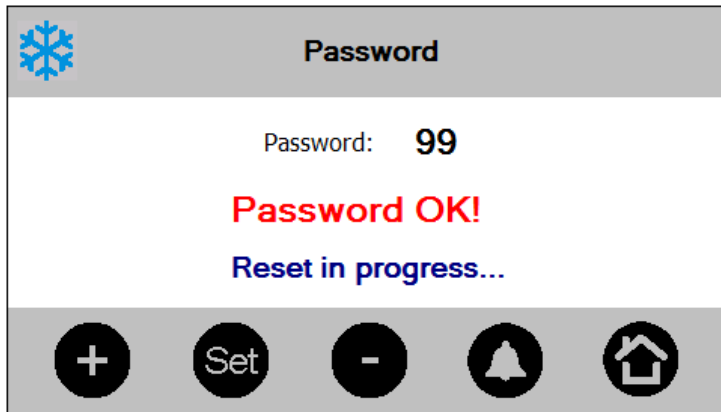 Password
Password: 99
Password OK!
Reset in progress...
+ Set -